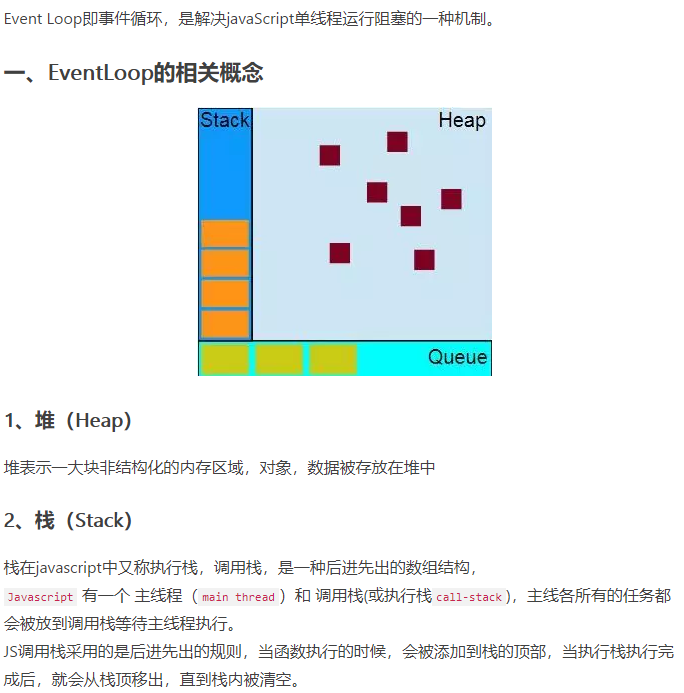 Event Loop即事件循环，是解决javaScript单线程运行阻塞的一种机制。
一、EventLoop的相关概念
Stack
Heap
Queue
1、堆（Heap）
堆表示一大块非结构化的内存区域，对象，数据被存放在堆中
2、栈（Stack）
栈在javascript中又称执行栈，调用栈，是一种后进先出的数组结构，
Javascript 有一个 主线程（main thread）和 调用栈(或执行栈call-stack)，主线各所有的任务都
会被放到调用栈等待主线程执行。
JS调用栈采用的是后进先出的规则，当函数执行的时候，会被添加到栈的顶部，当执行栈执行完
成后，就会从栈顶移出，直到栈内被清空。